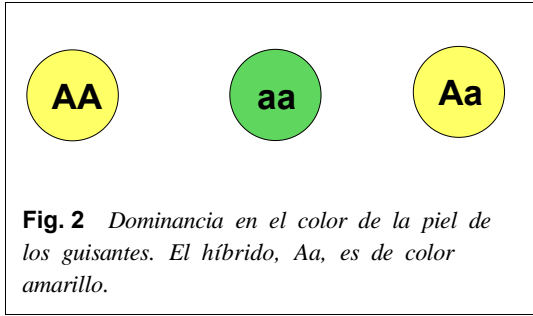 AA aa Aa
Fig. 2 Dominancia en el color de la piel de
los guisantes. El híbrido, Aa, es de color
amarillo.